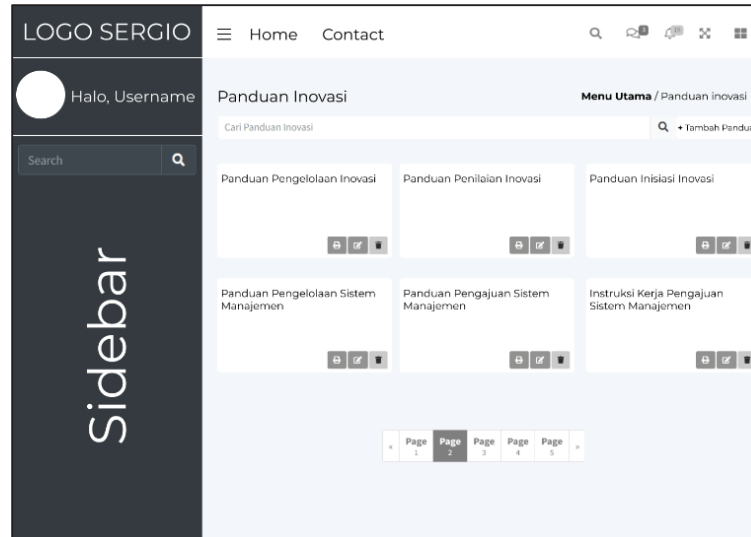 LOGO SERGIO
Home Contact
Halo, Username
Panduan Inovasi
Menu Utama / Panduan inovasi
Cari Panduan Inovasi
+ Tambah Pandua
Search
Panduan Pengelolaan Inovasi
Panduan Penilaian Inovasi
Panduan Inisiasi Inovasi
Panduan Pengelolaan Sistem
Manajemen
Panduan Pengajuan Sistem
Manajemen
Instruksi Kerja Pengajuan
Sistem Manajemen
Sidebar
« Page 1 Page 2 Page 3 Page 4 Page 5 »